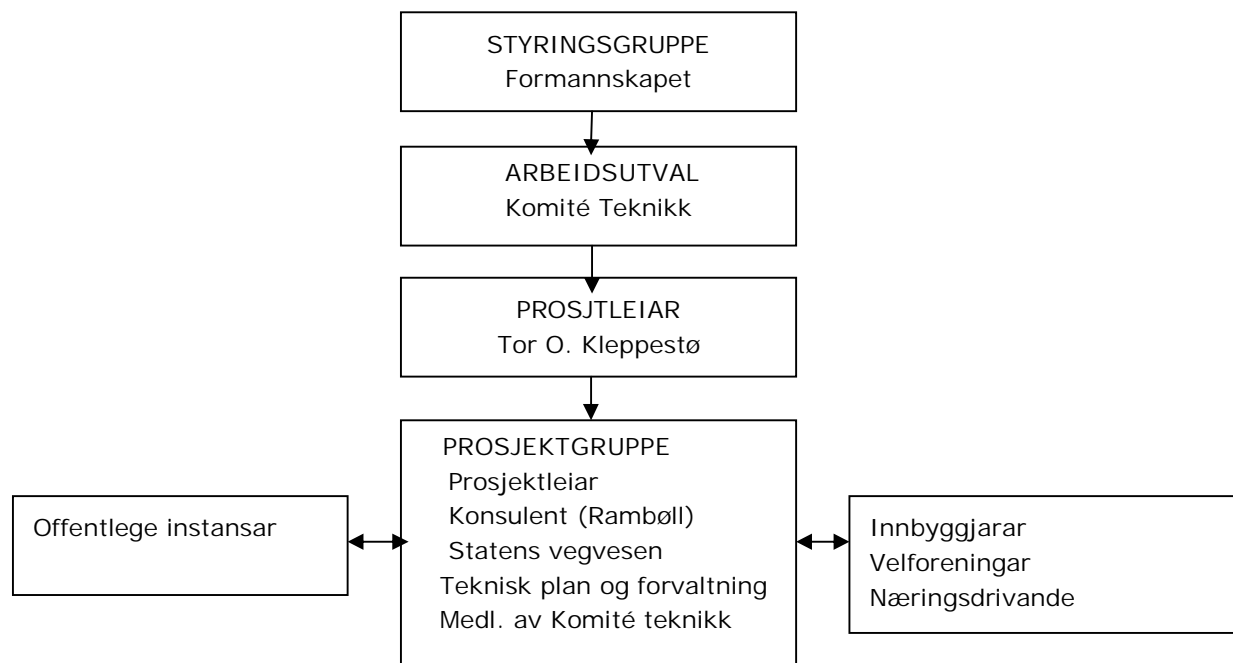 STYRINGSGRUPPE
Formannskapet
ARBEIDSUTVAL
Komité Teknikk
PROSJTLEIAR
Tor O. Kleppestø
PROSJEKTGRUPPE
Prosjektleiar
Konsulent (Rambøll)
Statens vegvesen
Teknisk plan og forvaltning
Medl. av Komité teknikk
Offentlege instansar
Innbyggjarar
Velforeningar
Næringsdrivande